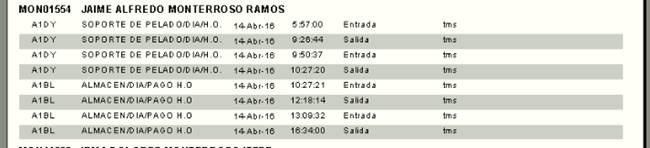 MON01554 JAIME ALFREDO MONTERROSO RAMOS
A1DY SOPORTE DE PELADO/DIA/H.O. 14-Abr-16 5:57:00 Entrada tms
A1DY SOPORTE DE PELADO/DIA/H.O. 14-Abr-16 9:26:44 Salida tms
A1DY SOPORTE DE PELADO/DIA/H.O. 14-Abr-16 9:50:37 Entrada tms
A1DY SOPORTE DE PELADO/DIA/H.O. 14-Abr-16 10:27:20 Salida tms
A1BL ALMACEN/DIA/PAGO H.O 14-Abr-16 10:27:21 Entrada tms
A1BL ALMACEN/DIA/PAGO H.O 14-Abr-16 12:18:14 Salida tms
A1BL ALMACEN/DIA/PAGO H.O 14-Abr-16 13:09:32 Entrada tms
A1BL ALMACEN/DIA/PAGO H.O 14-Abr-16 16:34:00 Salida tms